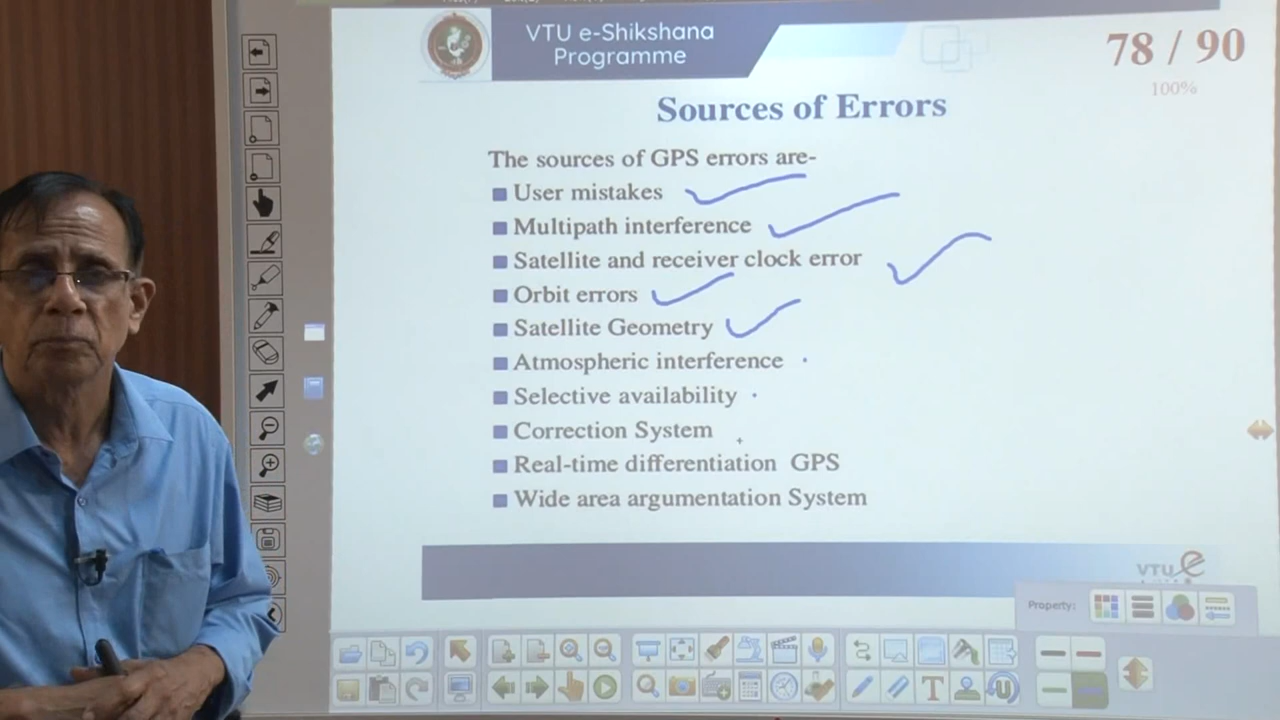 VTU e-Shikshana
Programme
78 / 90
100%
Sources of Errors
The sources of GPS errors are-
User mistakes
Multipath interference
Satellite and receiver clock error
Orbit errors
Satellite Geometry
Atmospheric interference
Selective availability
Correction System
Real-time differentiation GPS
Wide area argumentation System
VTU e
Property: